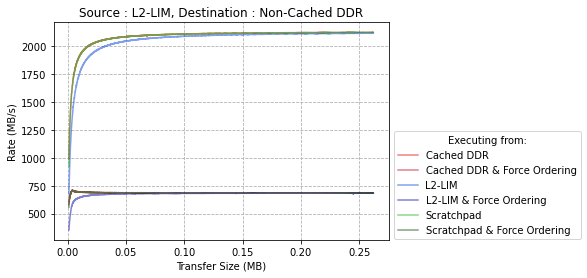 Source : L2-LIM, Destination : Non-Cached DDR
Rate (MB/s)
2000
1750
1500
1250
1000
750
500
0.00
0.05
0.10
0.15
0.20
0.25
Transfer Size (MB)
Executing from:
Cached DDR
Cached DDR & Force Ordering
L2-LIM
L2-LIM & Force Ordering
Scratchpad
Scratchpad & Force Ordering